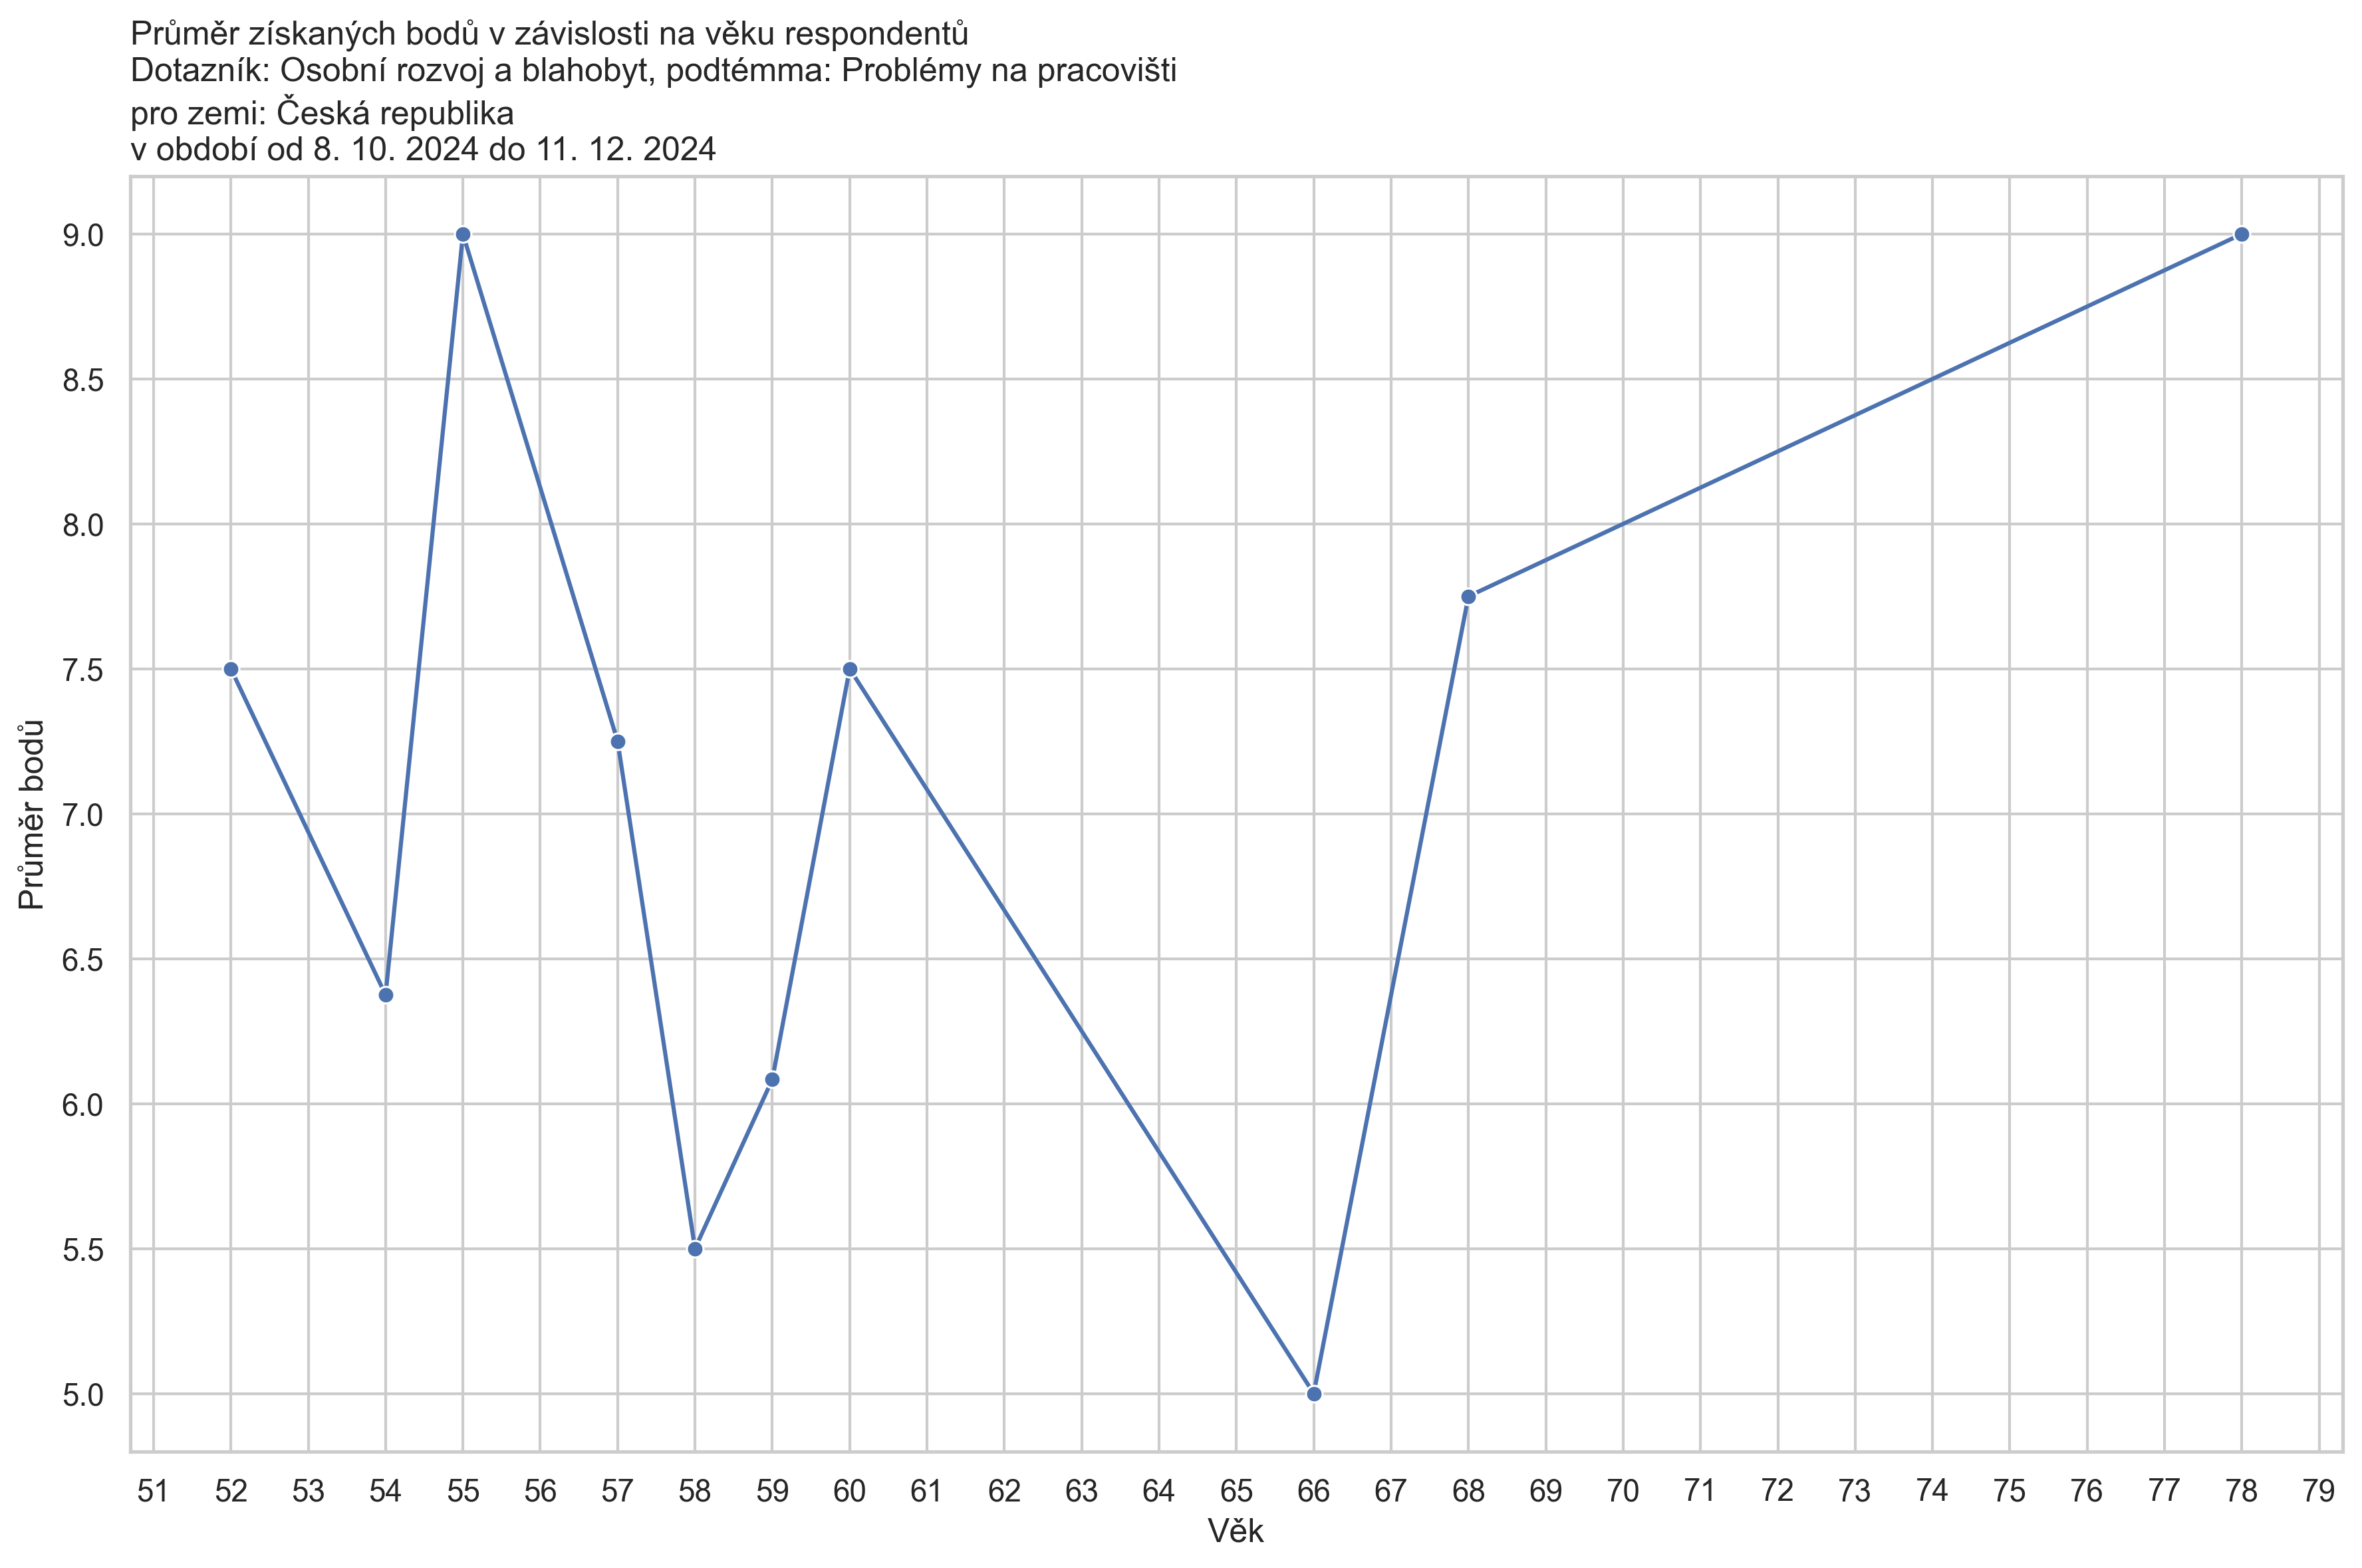 Průměr získaných bodů v závislosti na věku respondentů
Dotazník: Osobní rozvoj a blahobyt, podtémma: Problémy na pracovišti
pro zemi: Česká republika
v období od 8. 10. 2024 do 11. 12. 2024
9.0
8.5
8.0
7.5
7.0
6.5
6.0
5.5
5.0
Průměr bodů
51 52 53 54 55 56 57 58 59 60 61 62 63 64 65 66 67 68 69 70 71 72 73 74 75 76 77 78 79
Věk